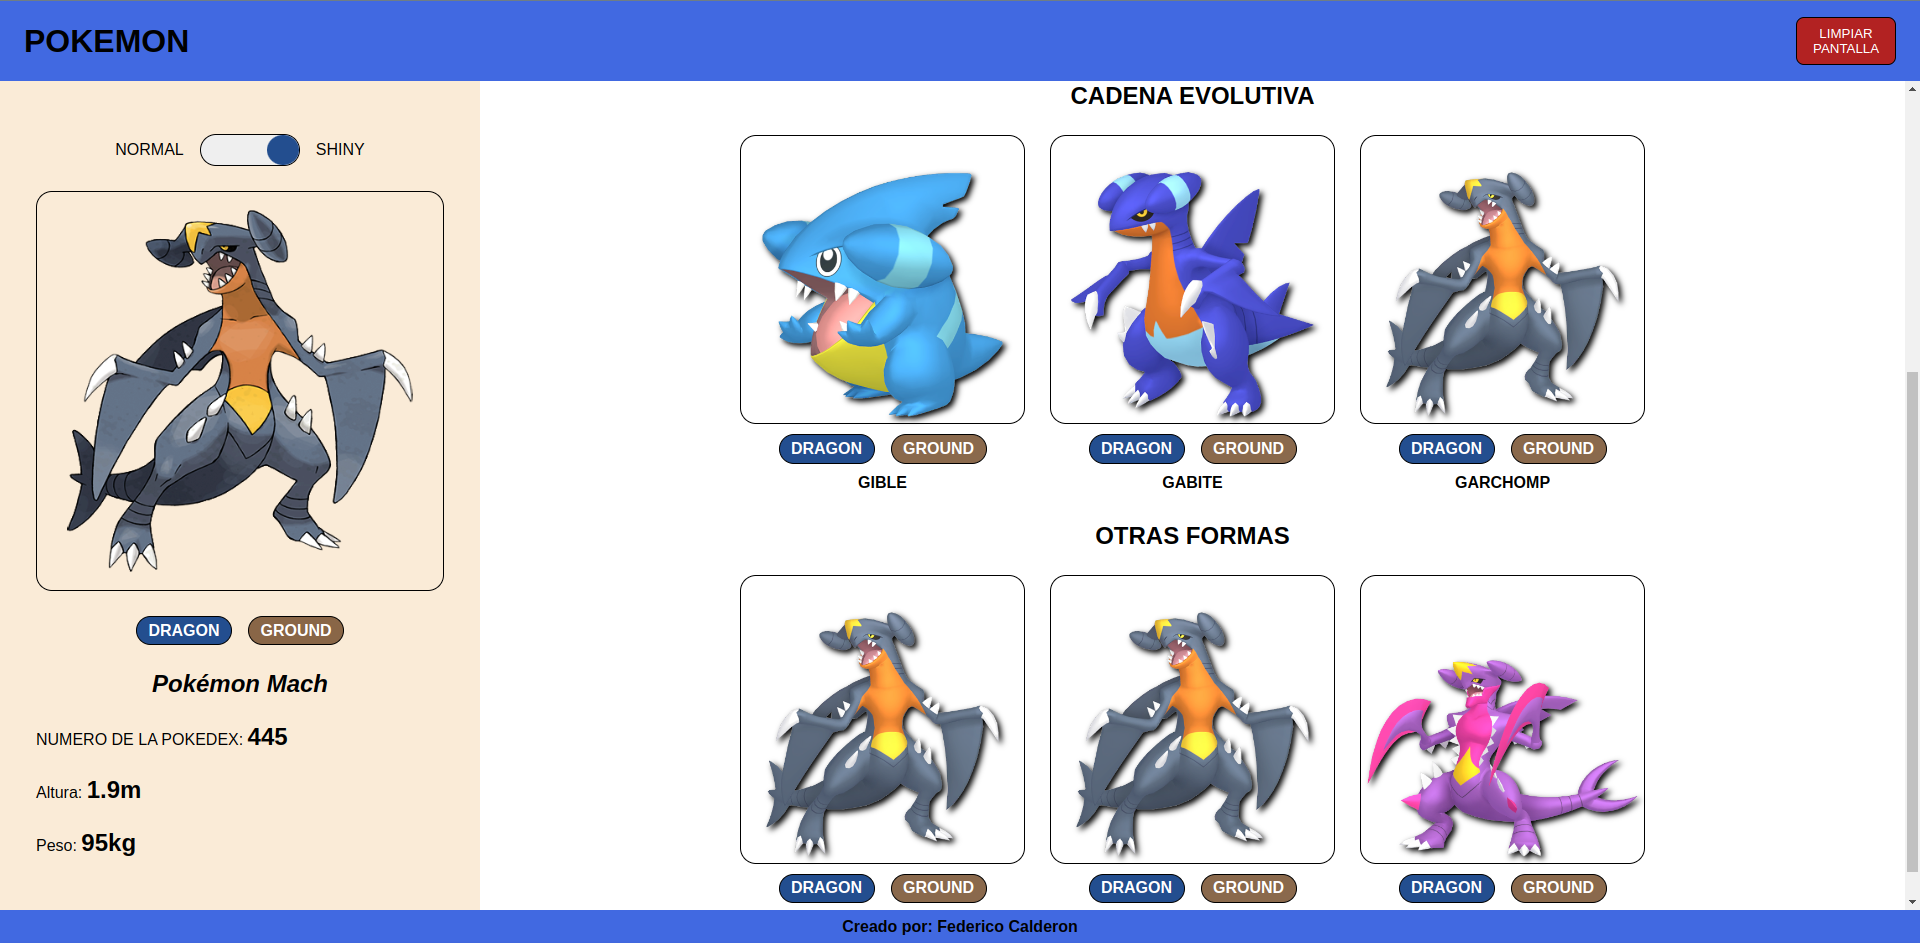 POKEMON
LIMPIAR
PANTALLA
NORMAL
SHINY
DRAGON
GROUND
Pokémon Mach
NUMERO DE LA POKEDEX: 445
Altura: 1.9m
Peso: 95kg
CADENA EVOLUTIVA
DRAGON
GROUND
GIBLE
DRAGON
GROUND
GABITE
DRAGON
GROUND
GARCHOMP
OTRAS FORMAS
DRAGON
GROUND
DRAGON
GROUND
DRAGON
GROUND
Creado por: Federico Calderon